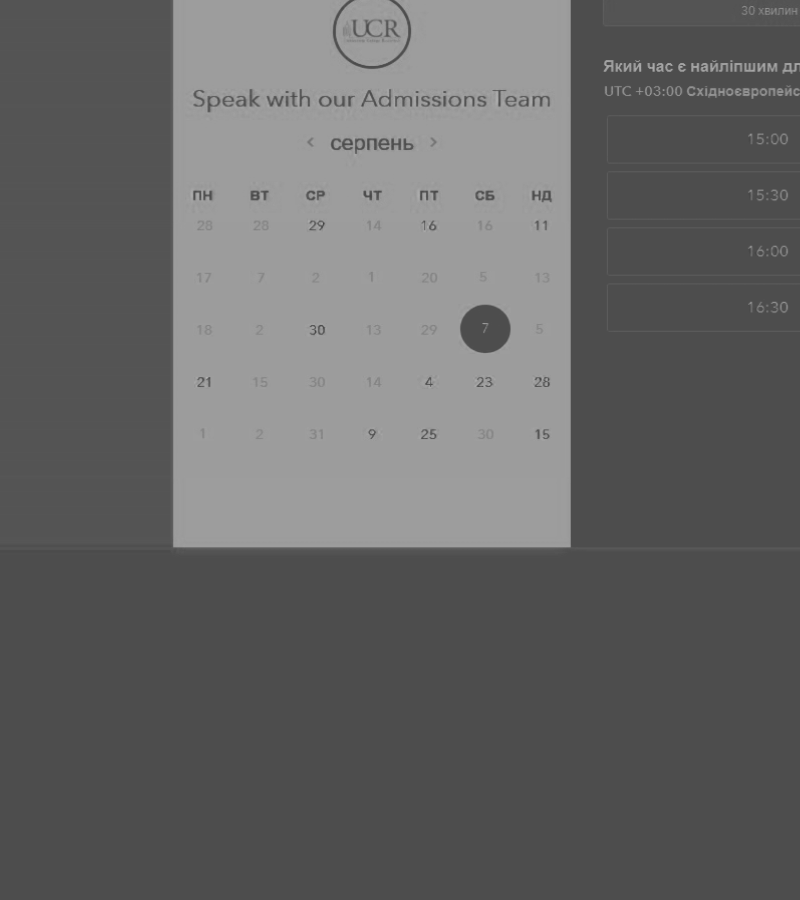 UCR
Speak with our Admissions Team
< серпень >
ПН ВТ СР ЧТ ПТ СБ НД
28 28 29 14 16 16 11
17 7 2 1 20 5 13
18 2 30 13 29 7 5
21 15 30 14 4 23 28
1 2 31 9 25 30 15
30 хвилин
Який час є найліпшим дл
UTC +03:00 Східноєвропейс
15:00
15:30
16:00
16:30